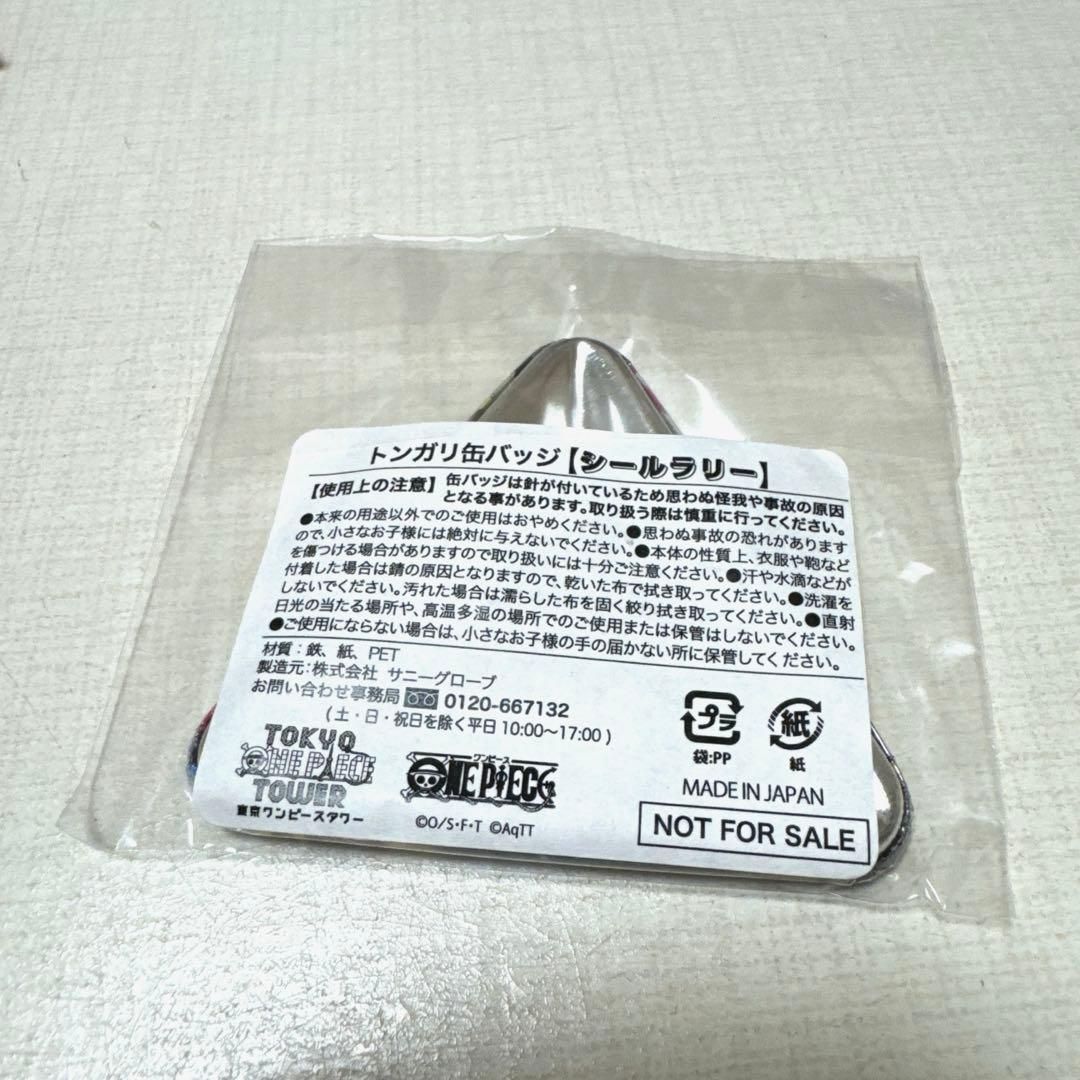 トンガリ缶バッジ【シールラリー】
【使用上の注意】缶バッジは針が付いているため思わぬ怪我や事故の原因
となる事があります。取り扱う際は慎重に行ってください。
●本来の用途以外でのご使用はおやめください。●思わぬ事故の恐れがあります
ので、小さなお子様には絶対に与えないでください。●本体の性質上、衣服や鞄など
を傷つける場合がありますので取り扱いには十分ご注意ください。●汗や水滴などが
付着した場合は錆の原因となりますので、乾いた布で拭き取ってください。●洗濯を
しないでください。汚れた場合は濡らした布を固く絞り拭き取ってください。●直射
日光の当たる場所や、高温多湿の場所でのご使用または保管はしないでください。
●ご使用にならない場合は、小さなお子様の手の届かない所に保管してください。
材質:鉄、紙、PET
製造元:株式会社 サニーグローブ
お問い合わせ事務局 0120-667132
(土・日・祝日を除く平日10:00〜17:00)
TOKYO
ONE PIECE
TOWER
東京ワンピースタワー
ワンピース
ONE PIECE
©O/S・F・T ©AqTT
プラ
袋:PP
紙
紙
MADE IN JAPAN
NOT FOR SALE